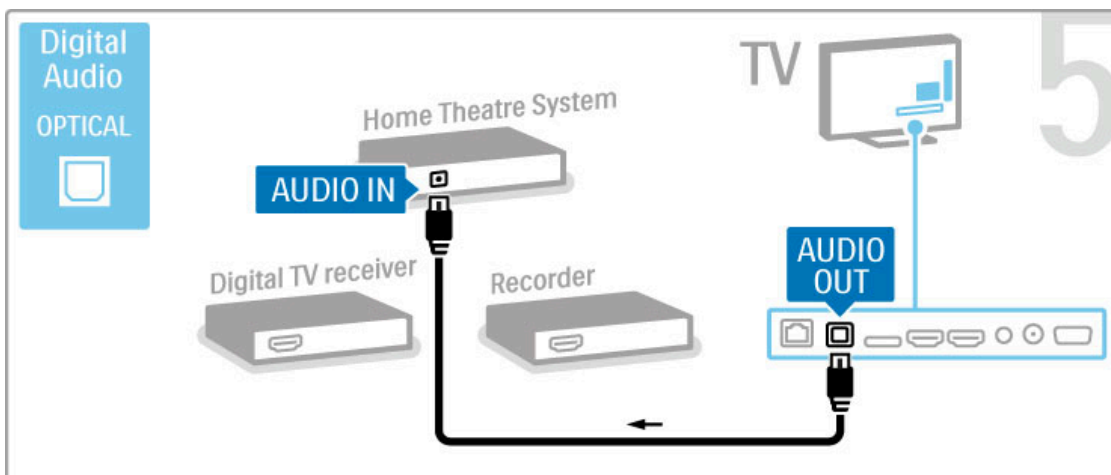 Digital
Audio
OPTICAL
Home Theatre System
AUDIO IN
Digital TV receiver
Recorder
TV
5
AUDIO
OUT